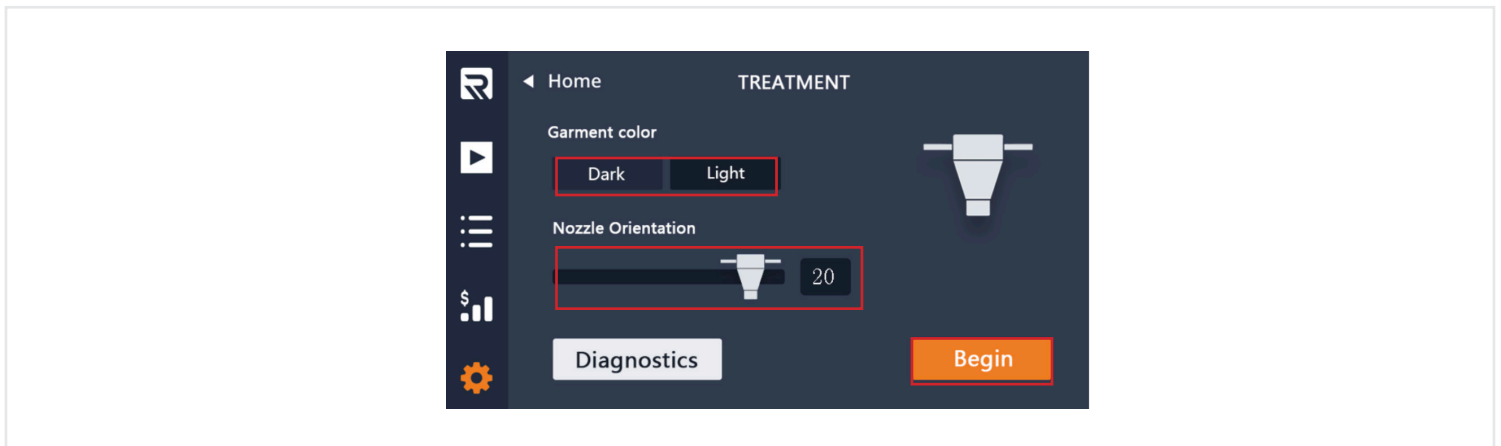 Home TREATMENT
Garment color
Dark Light
Nozzle Orientation
20
$
Diagnostics Begin